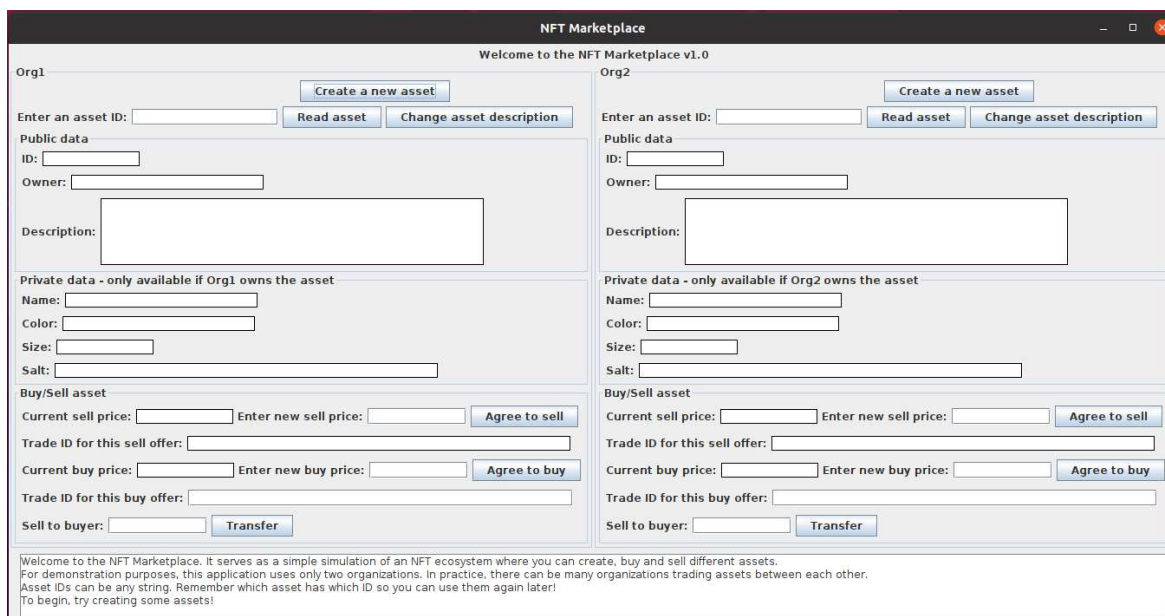 NFT Marketplace
Welcome to the NFT Marketplace v1.0
Org1
Create a new asset
Enter an asset ID: Read asset Change asset description
Public data
ID:
Owner:
Description:
Private data - only available if Org1 owns the asset
Name:
Color:
Size:
Salt:
Buy/Sell asset
Current sell price: Enter new sell price: Agree to sell
Trade ID for this sell offer:
Current buy price: Enter new buy price: Agree to buy
Trade ID for this buy offer:
Sell to buyer: Transfer
Org2
Create a new asset
Enter an asset ID: Read asset Change asset description
Public data
ID:
Owner:
Description:
Private data - only available if Org2 owns the asset
Name:
Color:
Size:
Salt:
Buy/Sell asset
Current sell price: Enter new sell price: Agree to sell
Trade ID for this sell offer:
Current buy price: Enter new buy price: Agree to buy
Trade ID for this buy offer:
Sell to buyer: Transfer
Welcome to the NFT Marketplace. It serves as a simple simulation of an NFT ecosystem where you can create, buy and sell different assets.
For demonstration purposes, this application uses only two organizations. In practice, there can be many organizations trading assets between each other.
Asset IDs can be any string. Remember which asset has which ID so you can use them again later!
To begin, try creating some assets!